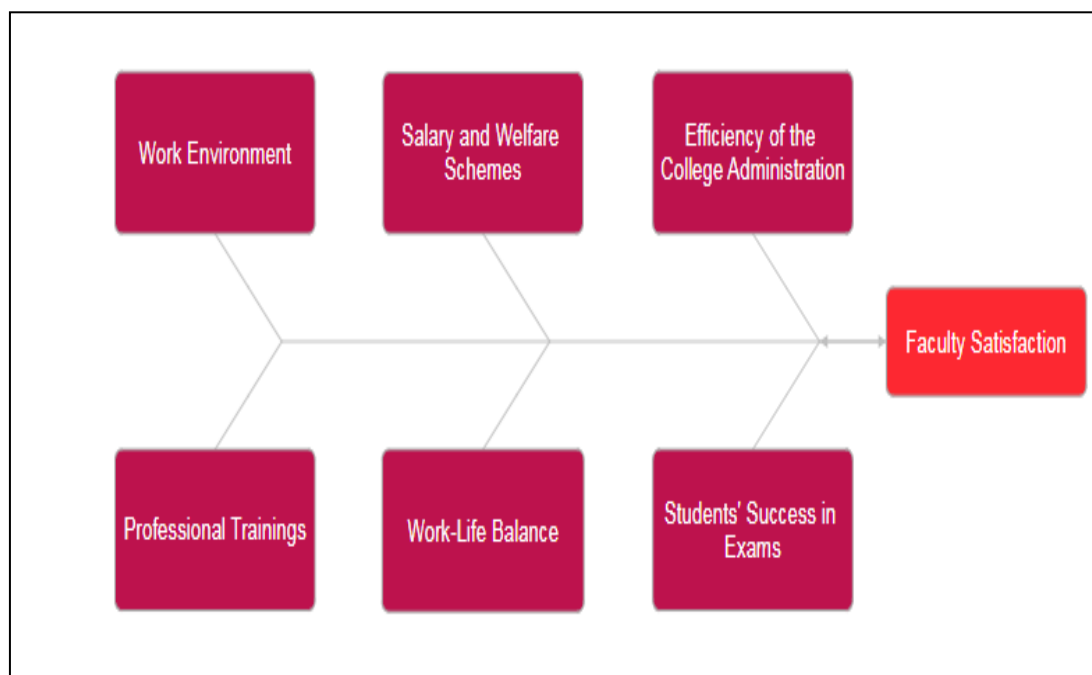 Work Environment
Salary and Welfare
Schemes
Efficiency of the
College Administration
Faculty Satisfaction
Professional Trainings
Work-Life Balance
Students' Success in
Exams